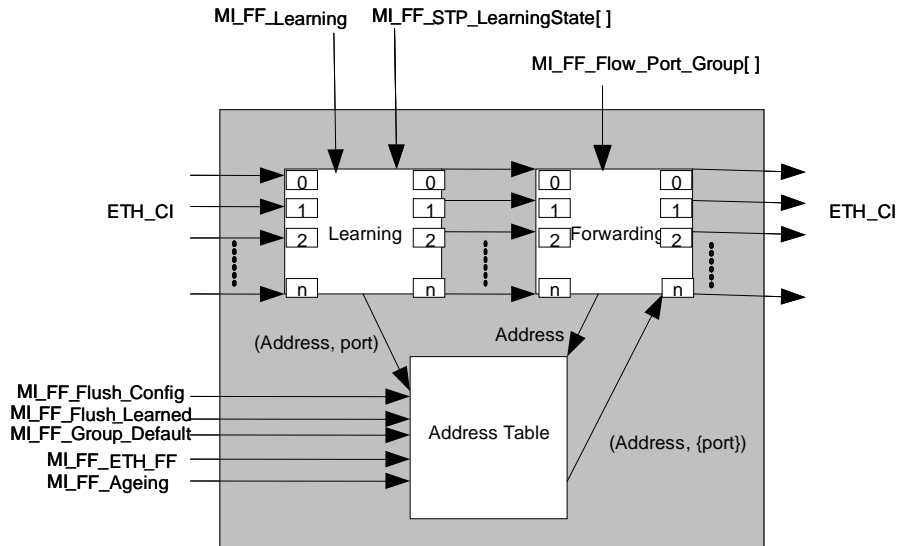 MI_FF_Learning
MI_FF_STP_LearningState[ ]
MI_FF_Flow_Port_Group[ ]
0 0 0 0
1 1 1 1
ETH_CI ETH_CI
2 Learning 2 2 Forwarding 2
n n n n
(Address, port)
Address
MI_FF_Flush_Config
MI_FF_Flush_Learned
MI_FF_Group_Default
Address Table
(Address, {port})
MI_FF_ETH_FF
MI_FF_Ageing